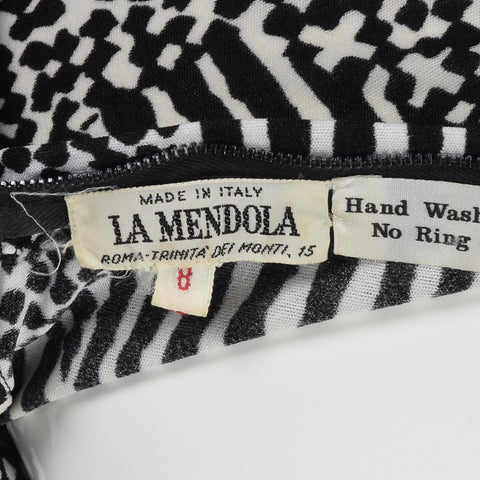 MADE IN ITALY
LA MENDOLA
ROMA-TRINITA' DEI MONTI, 15
8
Hand Wash
No Ring